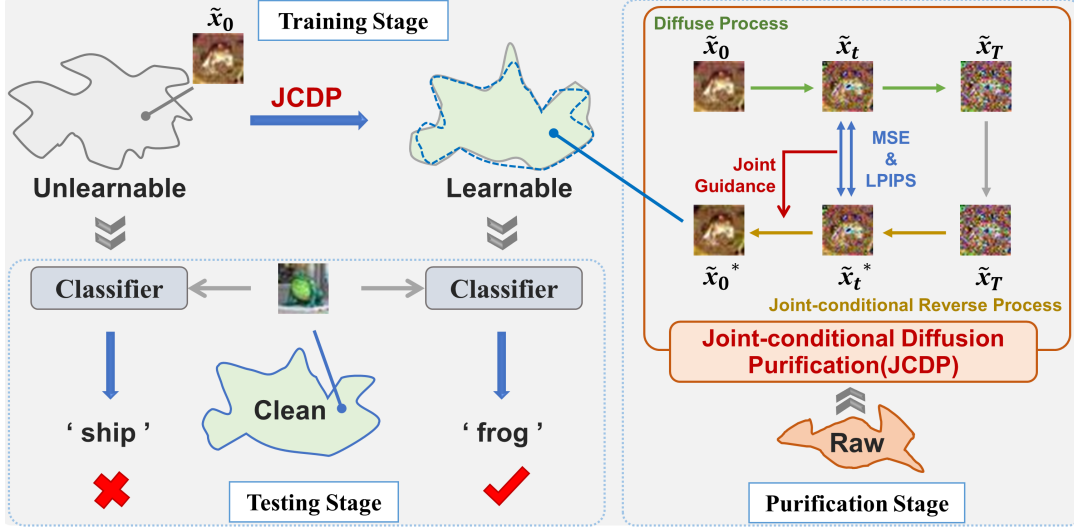 x̃₀
Training Stage
JCDP
Unlearnable
Learnable
Classifier
Classifier
Clean
‘ ship ’
‘ frog ’
Testing Stage
Diffuse Process
x̃₀
x̃ₜ
x̃_T
MSE
&
LPIPS
Joint
Guidance
x̃₀*
x̃ₜ*
x̃_T
Joint-conditional Reverse Process
Joint-conditional Diffusion
Purification(JCDP)
Raw
Purification Stage